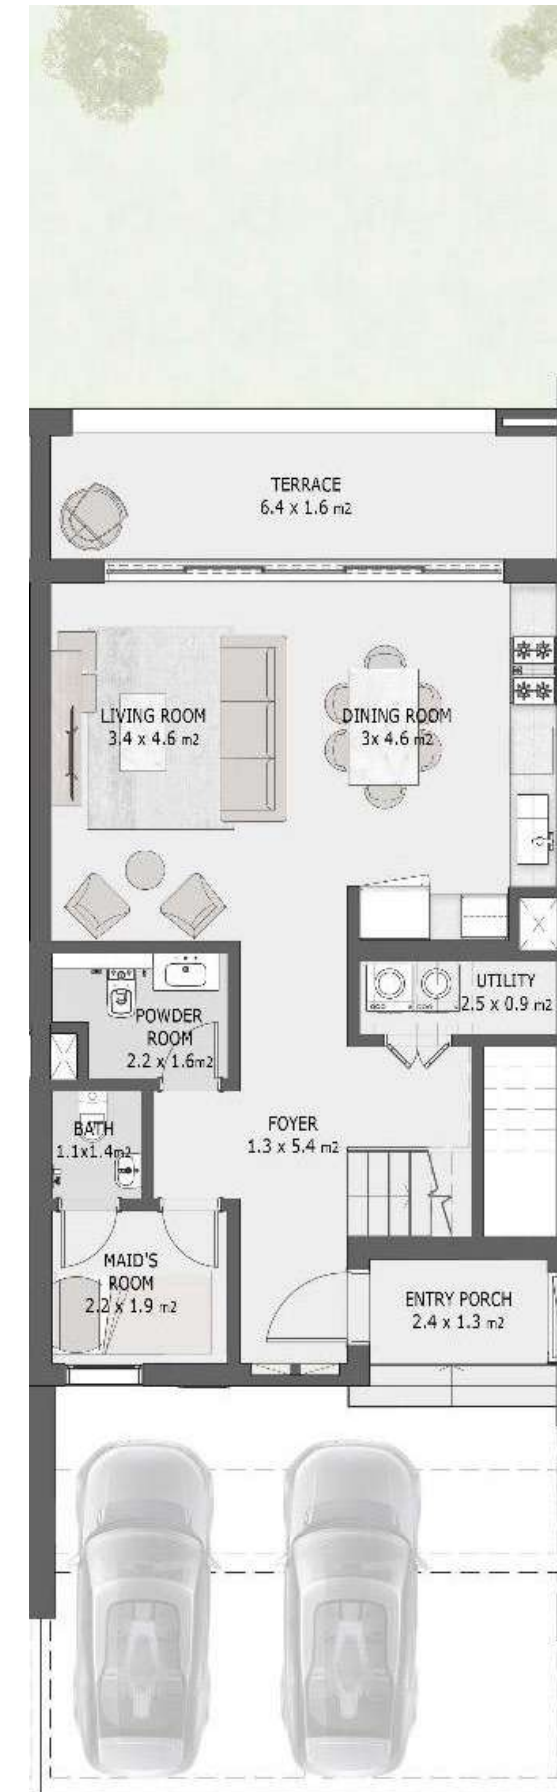 TERRACE
6.4 x 1.6 m2
LIVING ROOM
3.4 x 4.6 m2
DINING ROOM
3x 4.6 m2
UTILITY
2.5 x 0.9 m2
POWDER
ROOM
2.2 x 1.6m2
BATH
1.1x1.4m2
FOYER
1.3 x 5.4 m2
MAID'S
ROOM
2.2 x 1.9 m2
ENTRY PORCH
2.4 x 1.3 m2